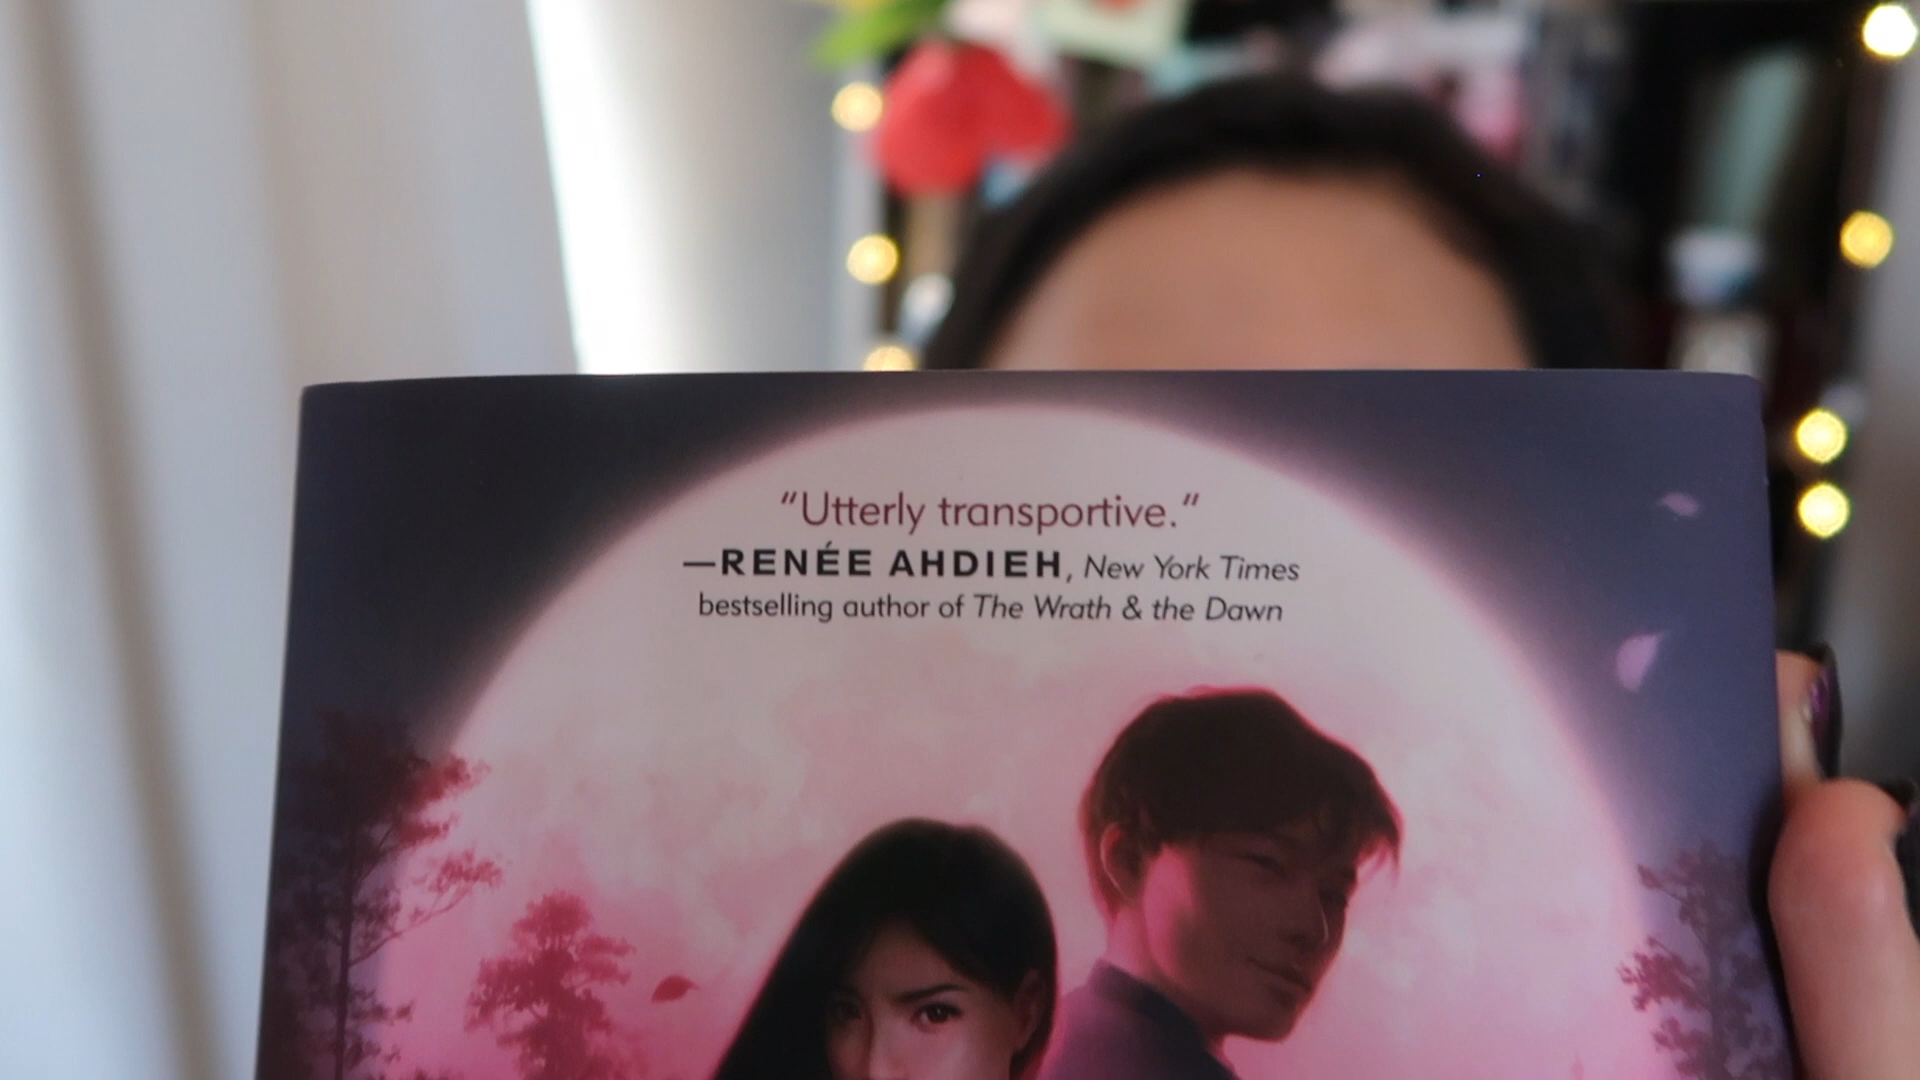 “Utterly transportive.“
—RENÉE AHDIEH, New York Times
bestselling author of The Wrath & the Dawn